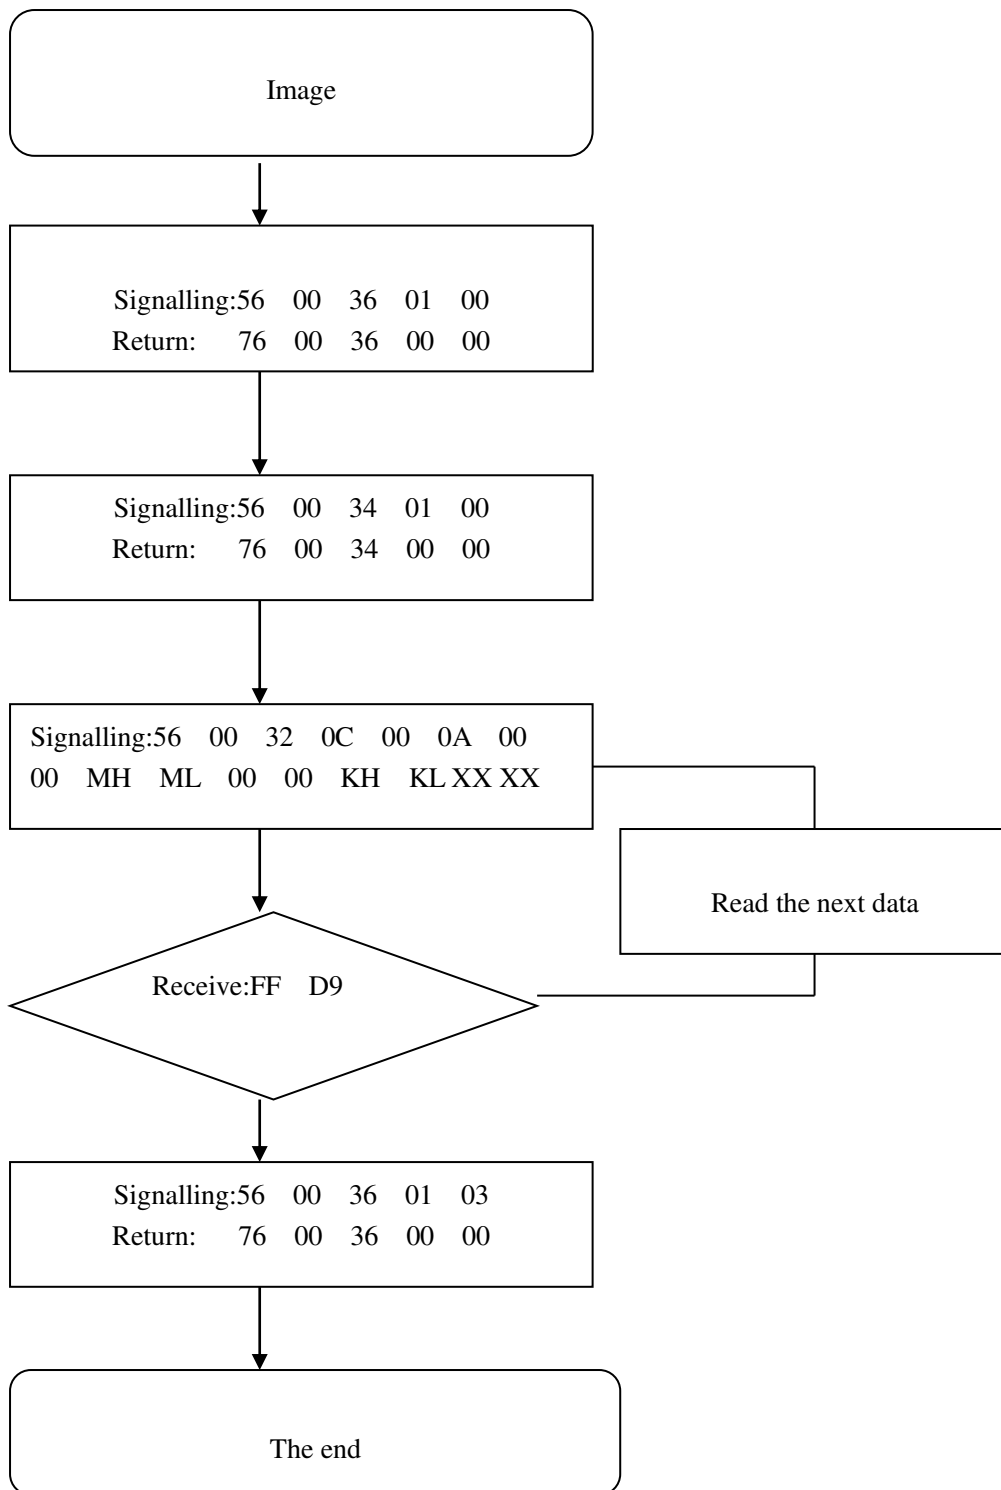 Image
Signalling:56 00 36 01 00
Return: 76 00 36 00 00
Signalling:56 00 34 01 00
Return: 76 00 34 00 00
Signalling:56 00 32 0C 00 0A 00
00 MH ML 00 00 KH KL XX XX
Read the next data
Receive:FF D9
Signalling:56 00 36 01 03
Return: 76 00 36 00 00
The end